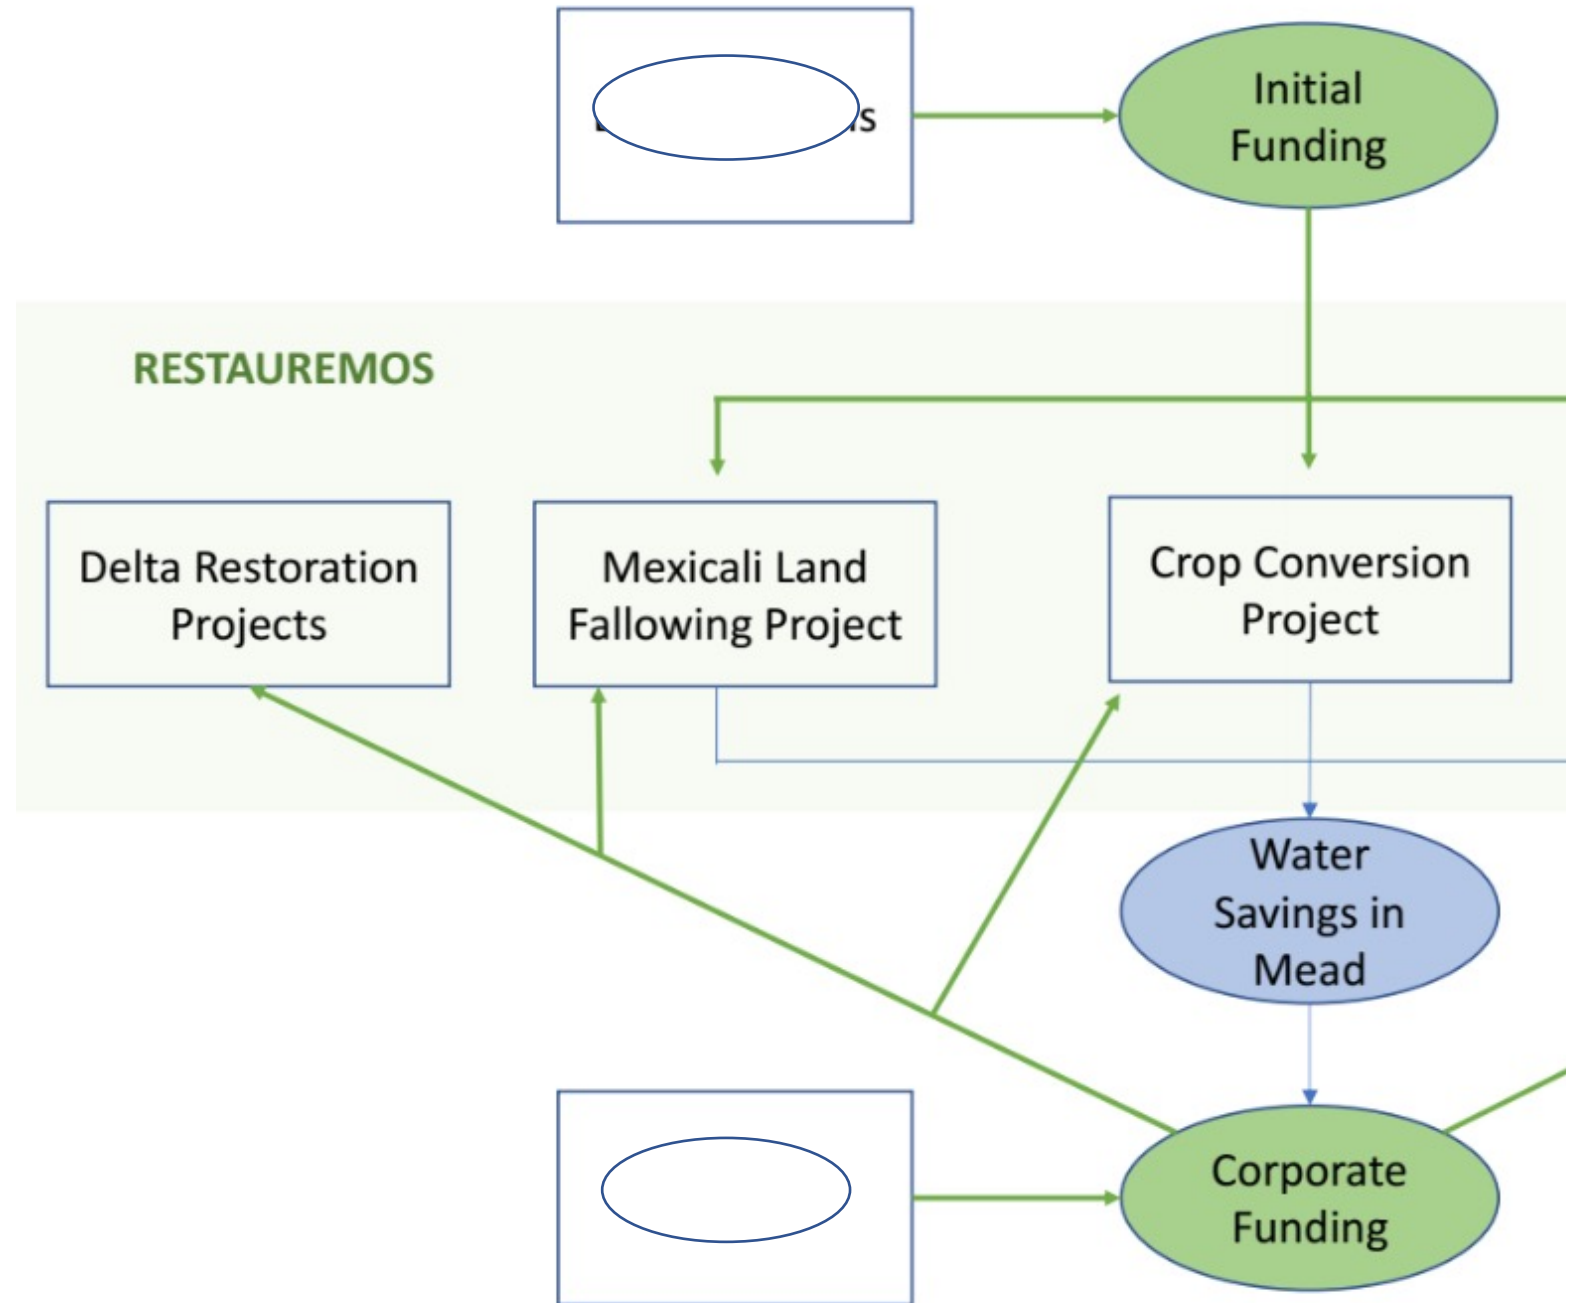 Initial
Funding
RESTAUREMOS
Delta Restoration
Projects
Mexicali Land
Fallowing Project
Crop Conversion
Project
Water
Savings in
Mead
Corporate
Funding